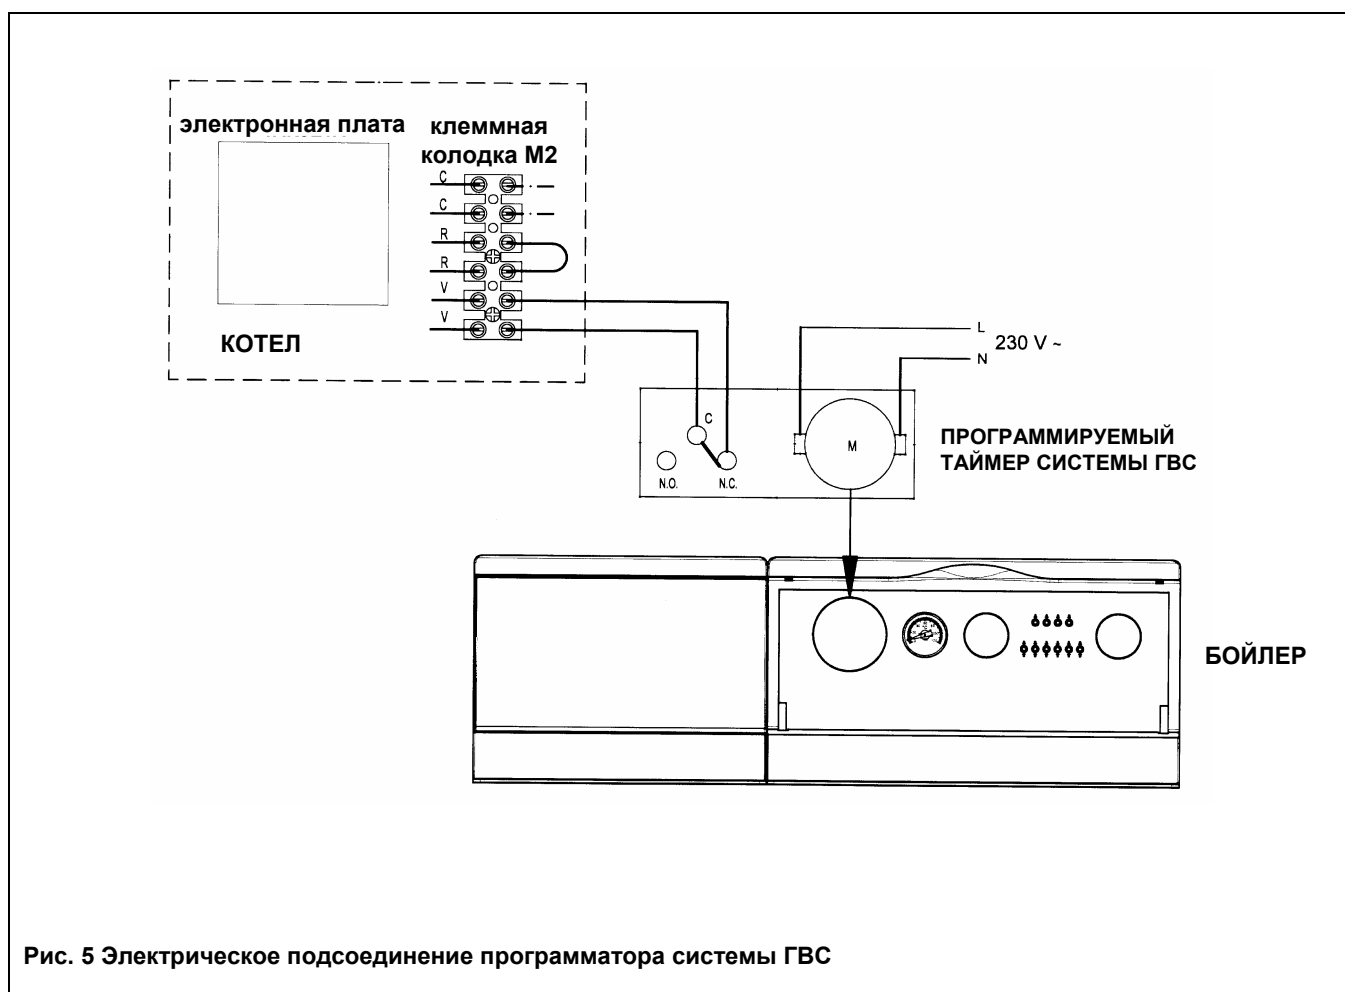 электронная плата
клеммная
колодка М2
C
C
R
R
V
V
КОТЕЛ
L
230 V ~
N
C
M
N.O.
N.C.
ПРОГРАММИРУЕМЫЙ
ТАЙМЕР СИСТЕМЫ ГВС
БОЙЛЕР
Рис. 5 Электрическое подсоединение программатора системы ГВС